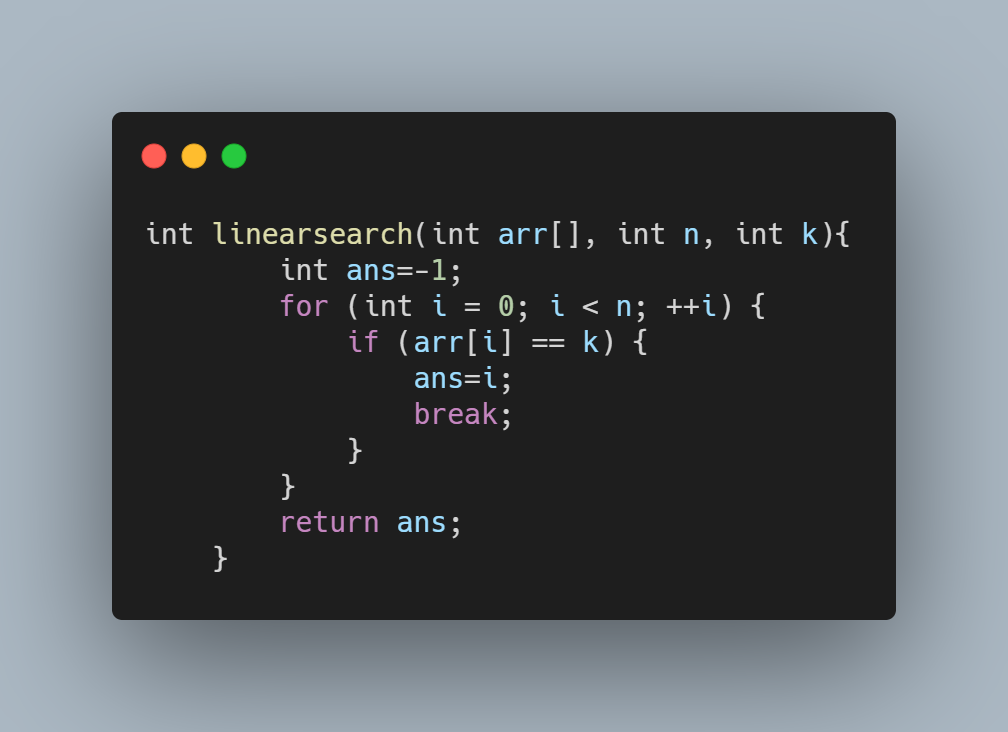 int linearsearch(int arr[], int n, int k){
        int ans=-1;
        for (int i = 0; i < n; ++i) {
            if (arr[i] == k) {
                ans=i;
                break;
            }
        }
        return ans;
    }